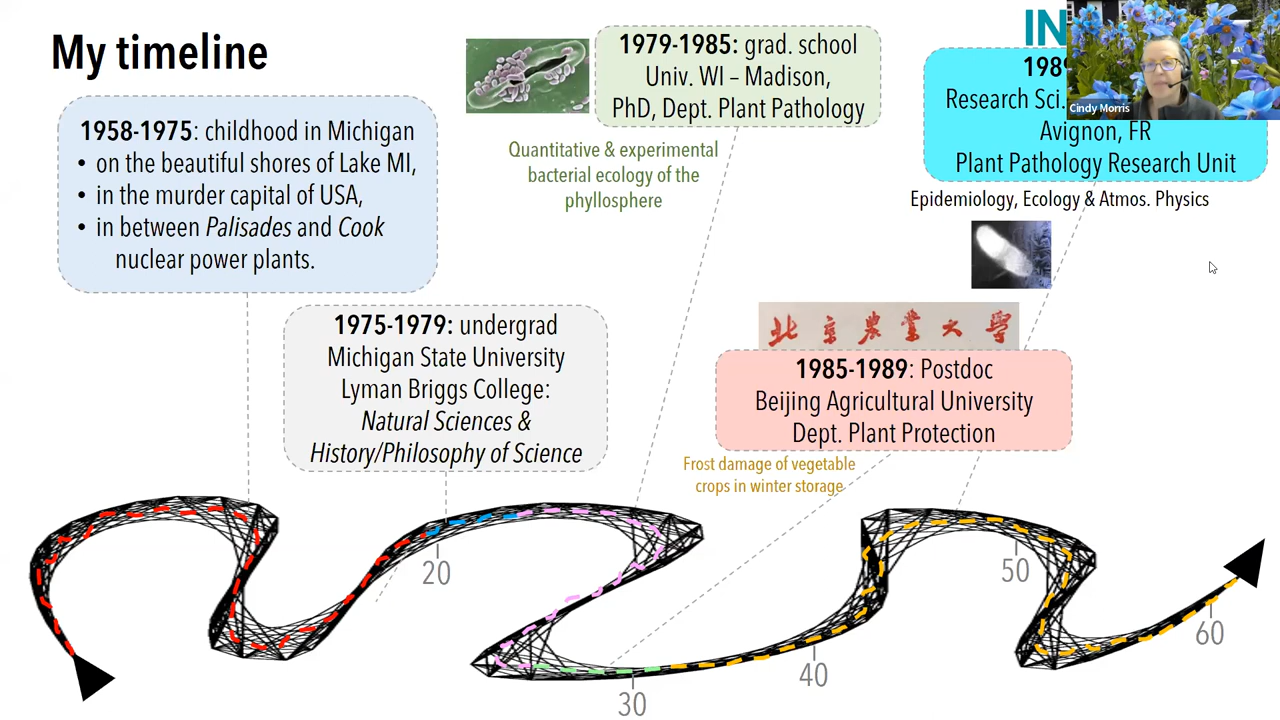 My timeline
1958-1975: childhood in Michigan
• on the beautiful shores of Lake MI,
• in the murder capital of USA,
• in between Palisades and Cook
nuclear power plants.
1975-1979: undergrad
Michigan State University
Lyman Briggs College:
Natural Sciences &
History/Philosophy of Science
1979-1985: grad. school
Univ. WI – Madison,
PhD, Dept. Plant Pathology
Quantitative & experimental
bacterial ecology of the
phyllosphere
北京农业大学
1985-1989: Postdoc
Beijing Agricultural University
Dept. Plant Protection
Frost damage of vegetable
crops in winter storage
IN
198
Research Sci.
Avignon, FR
Plant Pathology Research Unit
Epidemiology, Ecology & Atmos. Physics
Cindy Morris
20
30
40
50
60